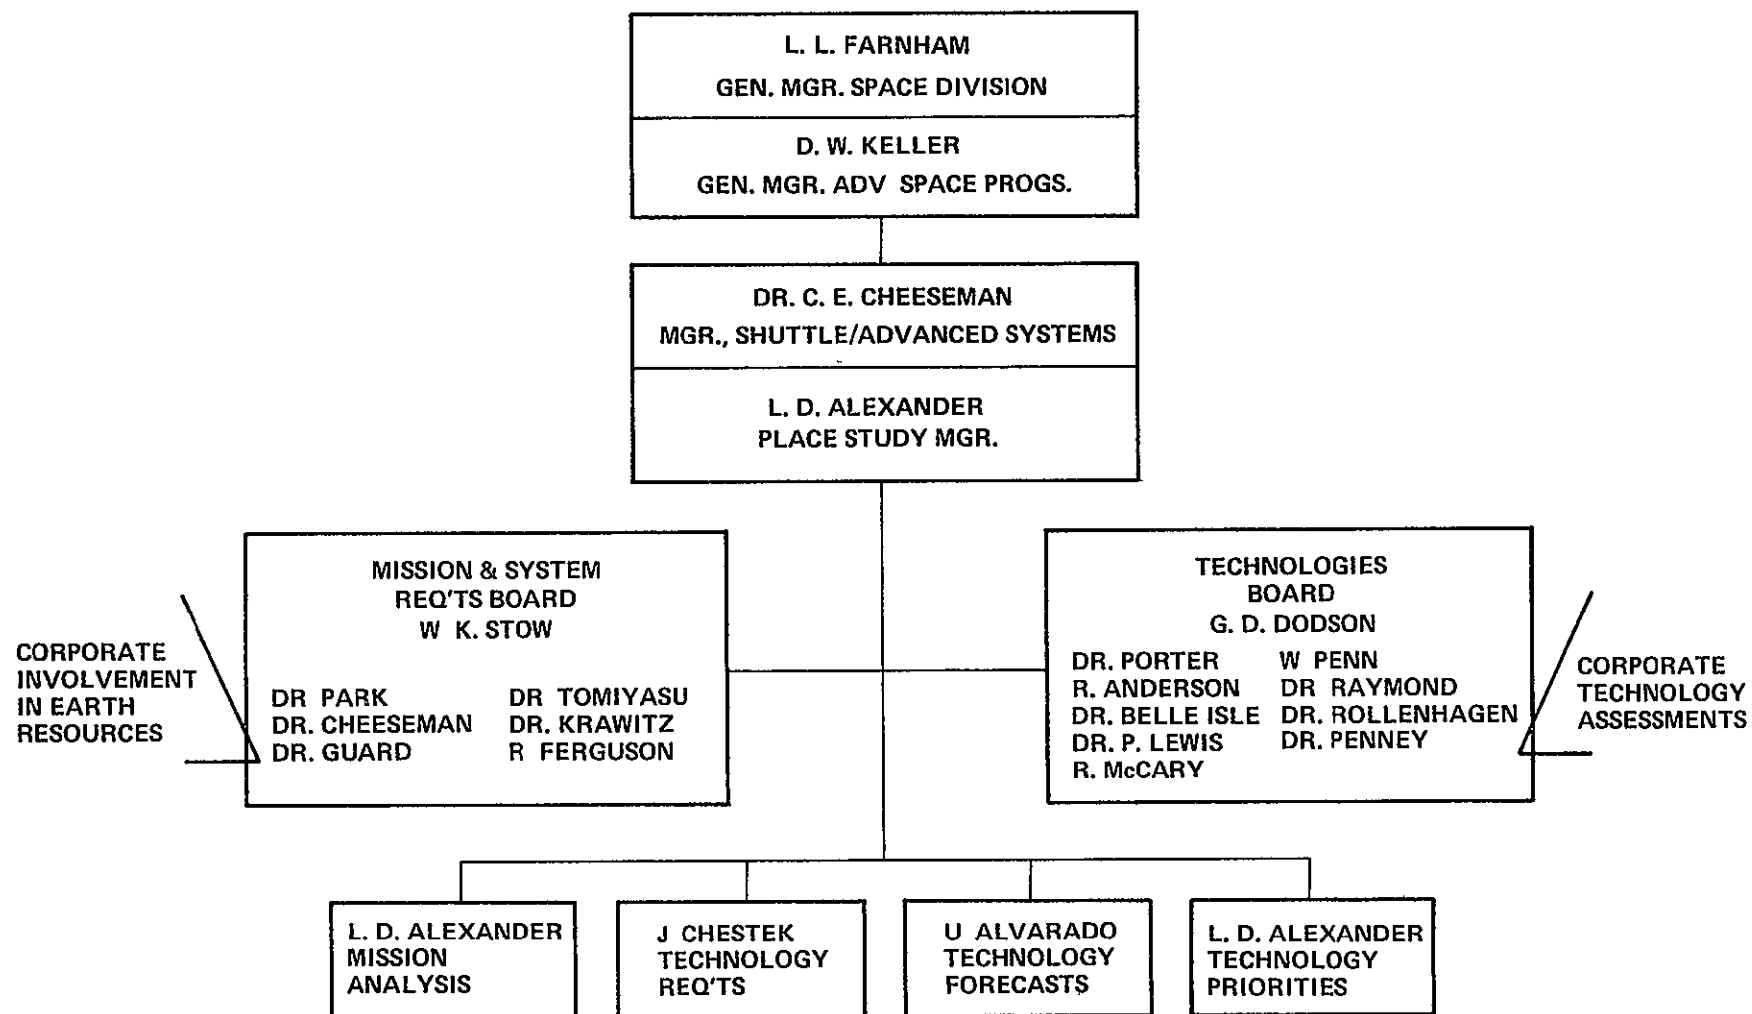 L. L. FARNHAM
GEN. MGR. SPACE DIVISION
D. W. KELLER
GEN. MGR. ADV SPACE PROGS.
DR. C. E. CHEESEMAN
MGR., SHUTTLE/ADVANCED SYSTEMS
L. D. ALEXANDER
PLACE STUDY MGR.
MISSION & SYSTEM
REQ'TS BOARD
W K. STOW
DR PARK DR TOMIYASU
DR. CHEESEMAN DR. KRAWITZ
DR. GUARD R FERGUSON
CORPORATE
INVOLVEMENT
IN EARTH
RESOURCES
TECHNOLOGIES
BOARD
G. D. DODSON
DR. PORTER W PENN
R. ANDERSON DR RAYMOND
DR. BELLE ISLE DR. ROLLENHAGEN
DR. P. LEWIS DR. PENNEY
R. McCARY
CORPORATE
TECHNOLOGY
ASSESSMENTS
L. D. ALEXANDER
MISSION
ANALYSIS
J CHESTEK
TECHNOLOGY
REQ'TS
U ALVARADO
TECHNOLOGY
FORECASTS
L. D. ALEXANDER
TECHNOLOGY
PRIORITIES